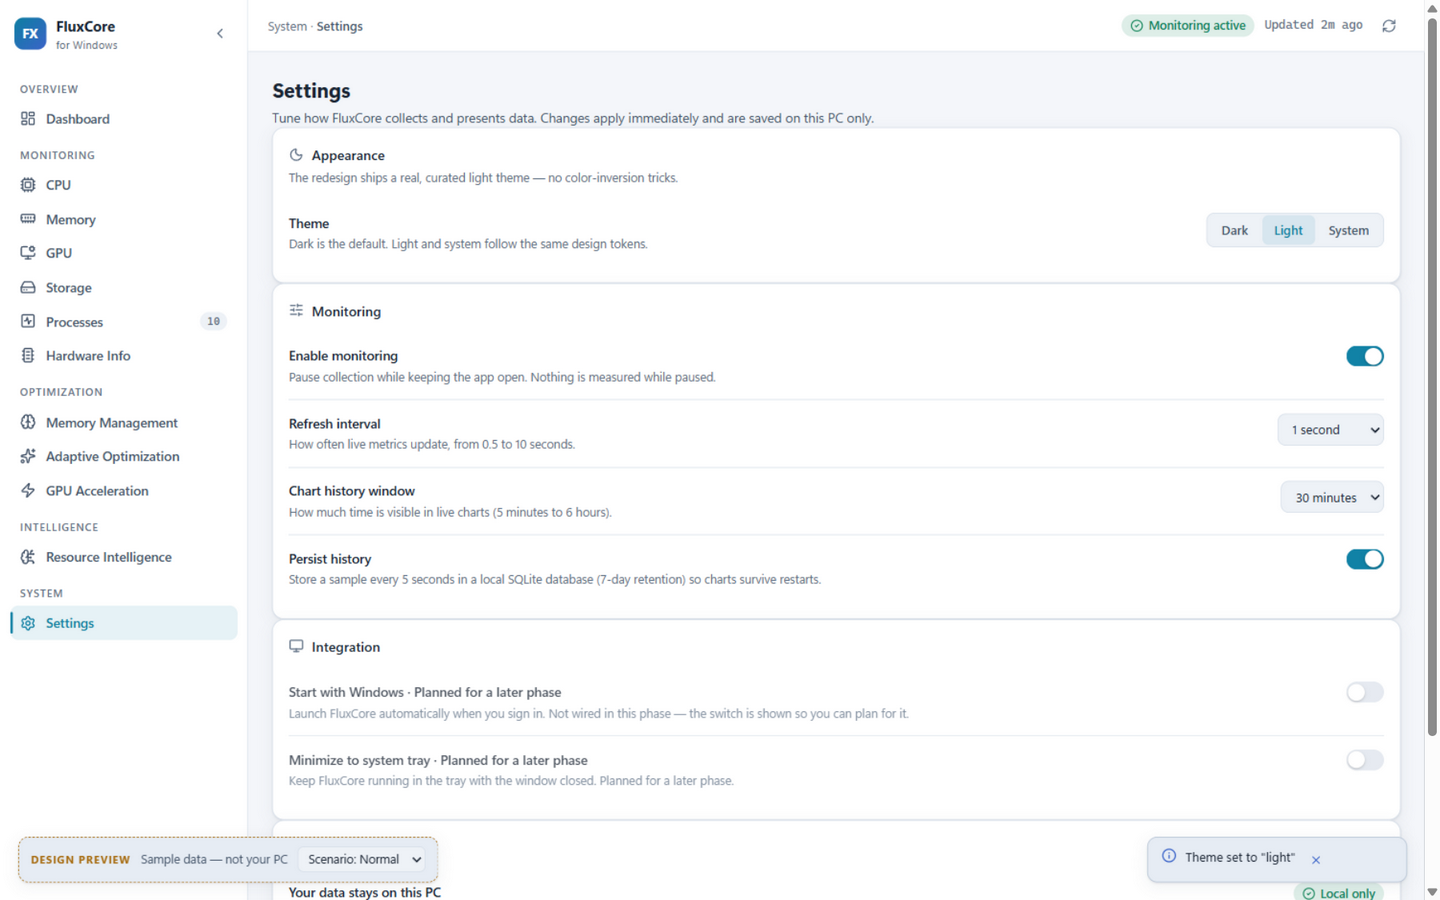 FX
FluxCore
for Windows
OVERVIEW
Dashboard
MONITORING
CPU
Memory
GPU
Storage
Processes 10
Hardware Info
OPTIMIZATION
Memory Management
Adaptive Optimization
GPU Acceleration
INTELLIGENCE
Resource Intelligence
SYSTEM
Settings
System · Settings
Monitoring active Updated 2m ago
Settings
Tune how FluxCore collects and presents data. Changes apply immediately and are saved on this PC only.
Appearance
The redesign ships a real, curated light theme — no color-inversion tricks.
Theme
Dark is the default. Light and system follow the same design tokens.
Dark Light System
Monitoring
Enable monitoring
Pause collection while keeping the app open. Nothing is measured while paused.
Refresh interval
How often live metrics update, from 0.5 to 10 seconds.
1 second
Chart history window
How much time is visible in live charts (5 minutes to 6 hours).
30 minutes
Persist history
Store a sample every 5 seconds in a local SQLite database (7-day retention) so charts survive restarts.
Integration
Start with Windows · Planned for a later phase
Launch FluxCore automatically when you sign in. Not wired in this phase — the switch is shown so you can plan for it.
Minimize to system tray · Planned for a later phase
Keep FluxCore running in the tray with the window closed. Planned for a later phase.
DESIGN PREVIEW Sample data — not your PC Scenario: Normal
Theme set to "light"
Your data stays on this PC
Local only